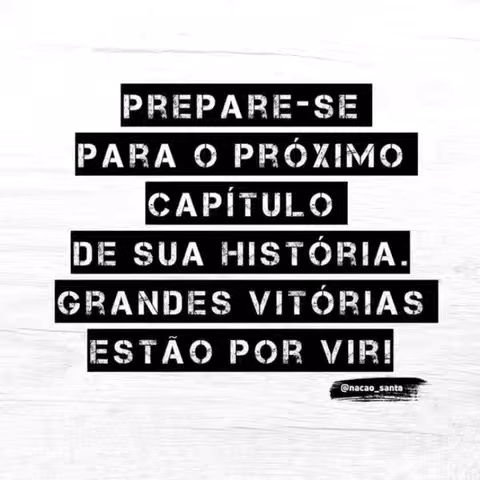 PREPARE-SE
PARA O PRÓXIMO
CAPÍTULO
DE SUA HISTÓRIA.
GRANDES VITÓRIAS
ESTÃO POR VIR!
@nacao_santa